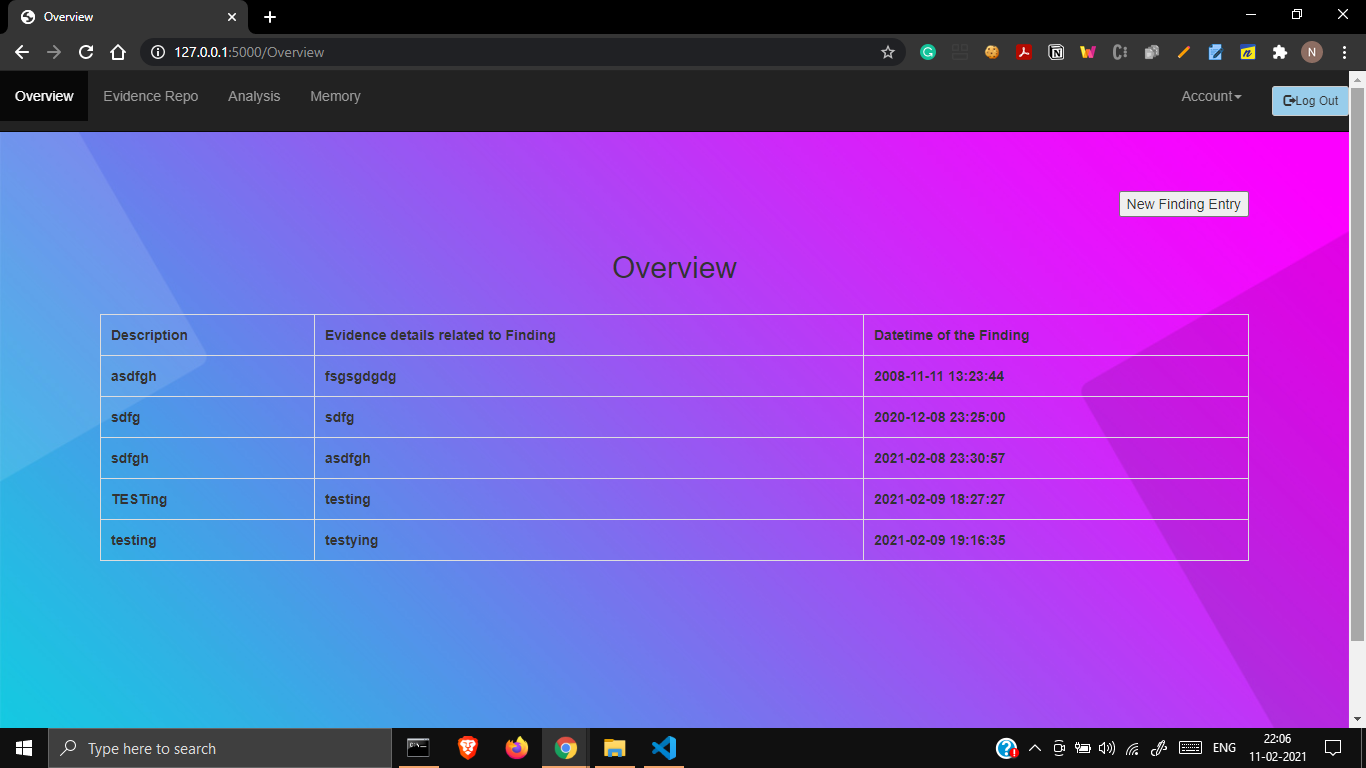 Overview
127.0.0.1:5000/Overview
N
Overview Evidence Repo Analysis Memory Account Log Out
New Finding Entry
Overview
Description Evidence details related to Finding Datetime of the Finding
asdfgh fsgsgdgdg 2008-11-11 13:23:44
sdfg sdfg 2020-12-08 23:25:00
sdfgh asdfgh 2021-02-08 23:30:57
TESTing testing 2021-02-09 18:27:27
testing testying 2021-02-09 19:16:35
Type here to search ENG 22:06
11-02-2021